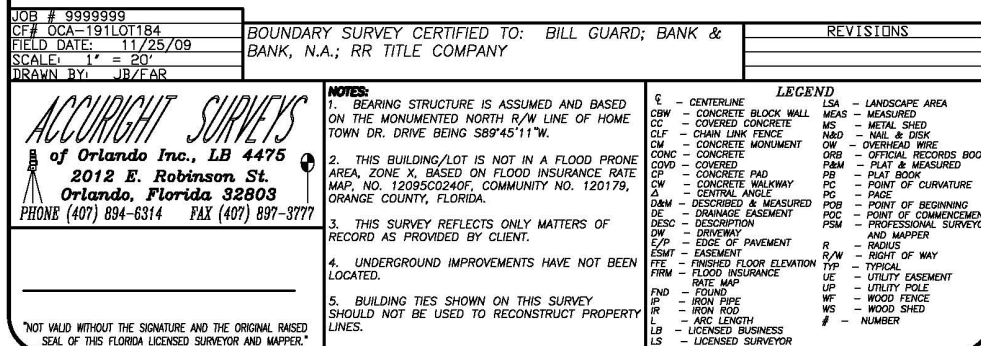 JOB # 9999999
CF# OCA-191LOT184
FIELD DATE: 11/25/09
SCALE: 1" = 20'
DRAWN BY: JB/FAR
BOUNDARY SURVEY CERTIFIED TO: BILL GUARD; BANK &
BANK, N.A.; RR TITLE COMPANY
REVISIONS
ACCURIGHT SURVEYS
of Orlando Inc., LB 4475
2012 E. Robinson St.
Orlando, Florida 32803
PHONE (407) 894-6314 FAX (407) 897-3777
"NOT VALID WITHOUT THE SIGNATURE AND THE ORIGINAL RAISED
SEAL OF THIS FLORIDA LICENSED SURVEYOR AND MAPPER."
NOTES:
1. BEARING STRUCTURE IS ASSUMED AND BASED
ON THE MONUMENTED NORTH R/W LINE OF HOME
TOWN DR. DRIVE BEING S89°45'11"W.
2. THIS BUILDING/LOT IS NOT IN A FLOOD PRONE
AREA, ZONE X, BASED ON FLOOD INSURANCE RATE
MAP, NO. 12095C0240F, COMMUNITY NO. 120179,
ORANGE COUNTY, FLORIDA.
3. THIS SURVEY REFLECTS ONLY MATTERS OF
RECORD AS PROVIDED BY CLIENT.
4. UNDERGROUND IMPROVEMENTS HAVE NOT BEEN
LOCATED.
5. BUILDING TIES SHOWN ON THIS SURVEY
SHOULD NOT BE USED TO RECONSTRUCT PROPERTY
LINES.
LEGEND
℄ - CENTERLINE
CBW - CONCRETE BLOCK WALL
CC - COVERED CONCRETE
CLF - CHAIN LINK FENCE
CM - CONCRETE MONUMENT
CONC - CONCRETE
COVD - COVERED
CP - CONCRETE PAD
CW - CONCRETE WALKWAY
Δ - CENTRAL ANGLE
D&M - DESCRIBED & MEASURED
DE - DRAINAGE EASEMENT
DESC - DESCRIPTION
DW - DRIVEWAY
E/P - EDGE OF PAVEMENT
ESMT - EASEMENT
FFE - FINISHED FLOOR ELEVATION
FIRM - FLOOD INSURANCE
RATE MAP
FND - FOUND
IP - IRON PIPE
IR - IRON ROD
L - ARC LENGTH
LB - LICENSED BUSINESS
LS - LICENSED SURVEYOR
LSA - LANDSCAPE AREA
MEAS - MEASURED
MS - METAL SHED
N&D - NAIL & DISK
OW - OVERHEAD WIRE
ORB - OFFICIAL RECORDS BOO
P&M - PLAT & MEASURED
PB - PLAT BOOK
PC - POINT OF CURVATURE
PG - PAGE
POB - POINT OF BEGINNING
POC - POINT OF COMMENCEMEN
PSM - PROFESSIONAL SURVEYO
AND MAPPER
R - RADIUS
R/W - RIGHT OF WAY
TYP - TYPICAL
UE - UTILITY EASEMENT
UP - UTILITY POLE
WF - WOOD FENCE
WS - WOOD SHED
# - NUMBER